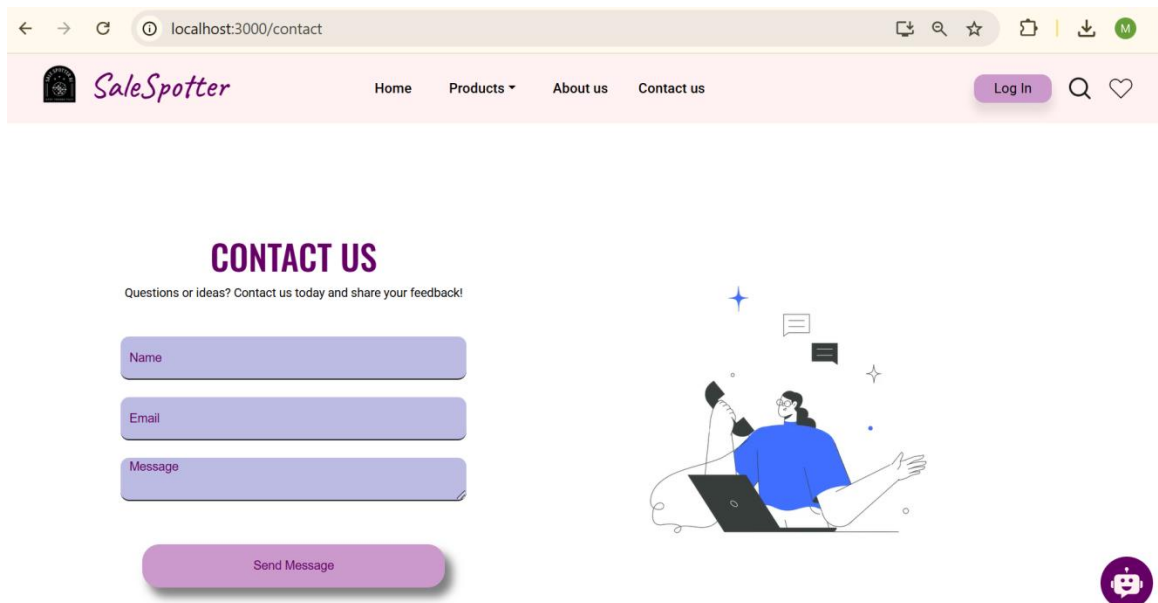 localhost:3000/contact
M
SaleSpotter
Home
Products
About us
Contact us
Log In
CONTACT US
Questions or ideas? Contact us today and share your feedback!
Name
Email
Message
Send Message